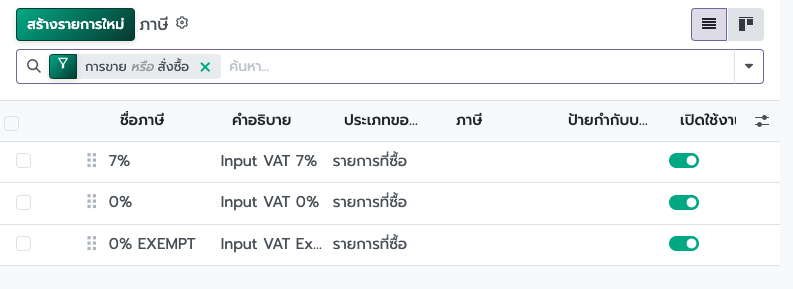 สร้างรายการใหม่ ภาษี
การขาย หรือ สั่งซื้อ ค้นหา...
ชื่อภาษี คำอธิบาย ประเภทขอ... ภาษี ป้ายกำกับบ... เปิดใช้งา
7% Input VAT 7% รายการที่ซื้อ
0% Input VAT 0% รายการที่ซื้อ
0% EXEMPT Input VAT Ex... รายการที่ซื้อ